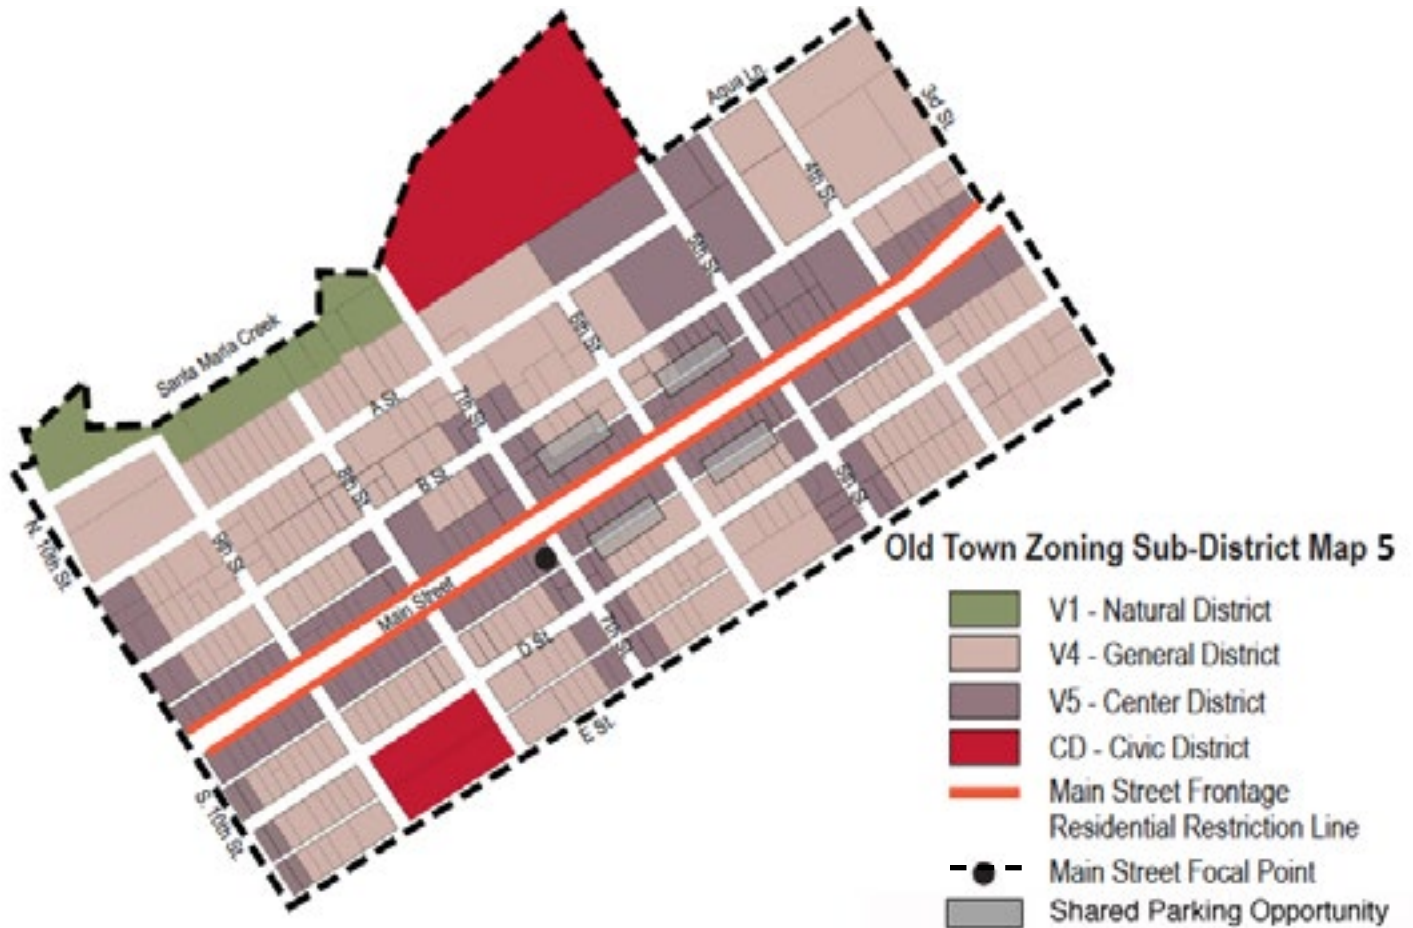 Aqua Ln.
3rd St.
4th St.
5th St.
6th St.
Santa Maria Creek
A St.
7th St.
8th St.
B St.
9th St.
N. 10th St.
5th St.
Main Street
D St.
7th St.
E St.
S. 10th St.
Old Town Zoning Sub-District Map 5
V1 - Natural District
V4 - General District
V5 - Center District
CD - Civic District
Main Street Frontage
Residential Restriction Line
Main Street Focal Point
Shared Parking Opportunity